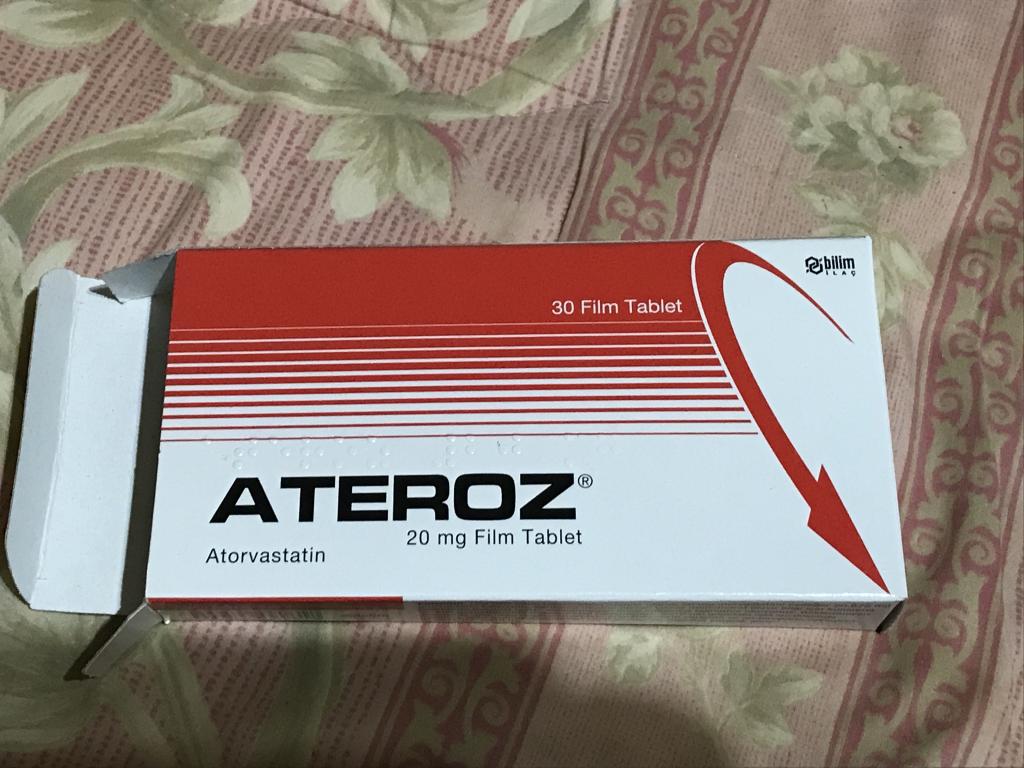 bilim
İLAÇ
30 Film Tablet
ATEROZ®
20 mg Film Tablet
Atorvastatin